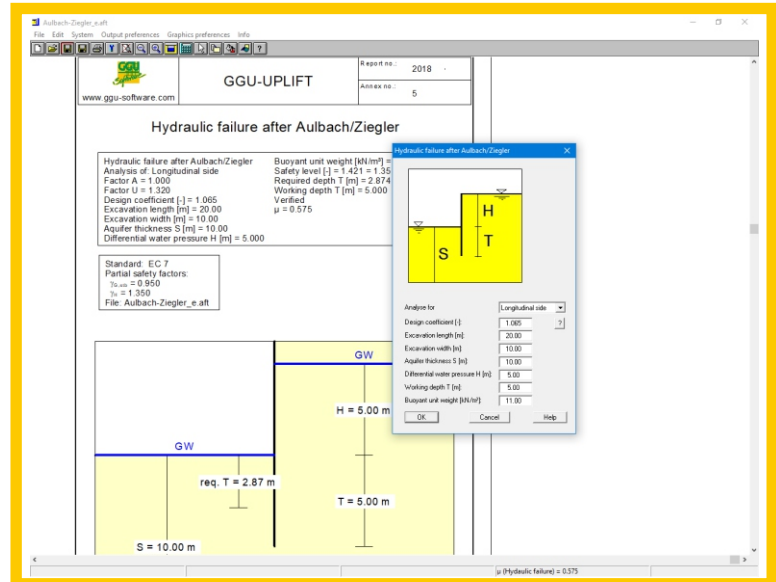 Aulbach-Ziegler_e.aft
File Edit System Output preferences Graphics preferences Info
GGU
Software
www.ggu-software.com
GGU-UPLIFT
Report no.: 2018
Annex no.: 5
Hydraulic failure after Aulbach/Ziegler
Hydraulic failure after Aulbach/Ziegler
Analysis of: Longitudinal side
Factor A = 1.000
Factor U = 1.320
Design coefficient [-] = 1.065
Excavation length [m] = 20.00
Excavation width [m] = 10.00
Aquifer thickness S [m] = 10.00
Differential water pressure H [m] = 5.000
Buoyant unit weight [kN/m³] =
Safety level [-] = 1.421 = 1.35
Required depth T [m] = 2.874
Working depth T [m] = 5.000
Verified
μ = 0.575
Standard: EC 7
Partial safety factors:
= 0.950
= 1.350
File: Aulbach-Ziegler_e.aft
GW
H = 5.00 m
GW
req. T = 2.87 m
T = 5.00 m
S = 10.00 m
Hydraulic failure after Aulbach/Ziegler
H
T
S
Analyse for Longitudinal side
Design coefficient [-]: 1.065 ?
Excavation length [m]: 20.00
Excavation width [m]: 10.00
Aquifer thickness S [m]: 10.00
Differential water pressure H [m]: 5.00
Working depth T [m]: 5.00
Buoyant unit weight [kN/m³]: 11.00
OK Cancel Help
μ (Hydraulic failure) = 0.375